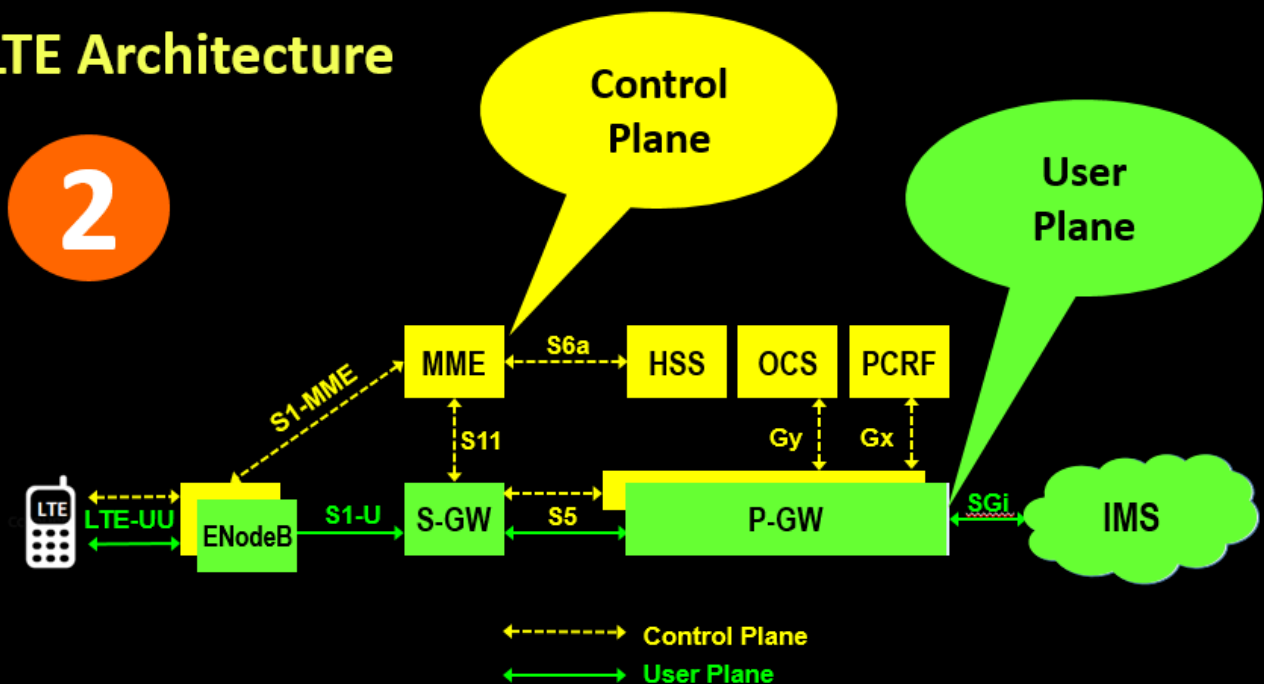 LTE Architecture
Control
Plane
2
User
Plane
MME
S6a
HSS
OCS
PCRF
S1-MME
S11
Gy
Gx
LTE
LTE-UU
ENodeB
S1-U
S-GW
S5
P-GW
SGi
IMS
Control Plane
User Plane